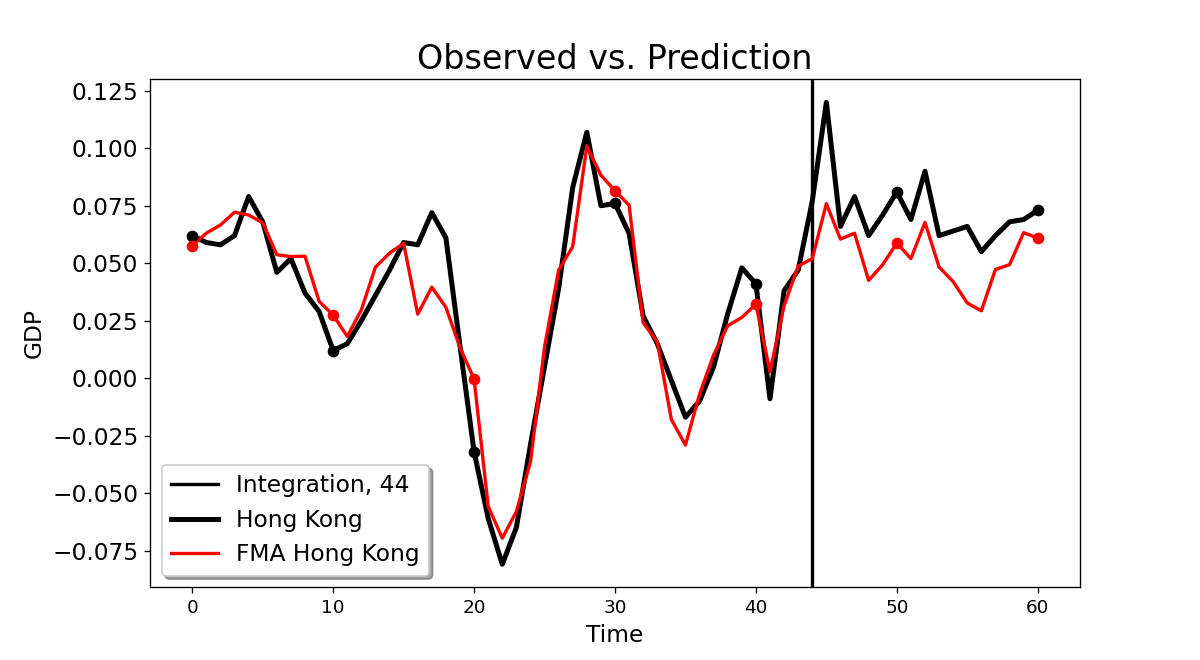 Observed vs. Prediction
GDP
0.125
0.100
0.075
0.050
0.025
0.000
−0.025
−0.050
−0.075
Integration, 44
Hong Kong
FMA Hong Kong
0 10 20 30 40 50 60
Time